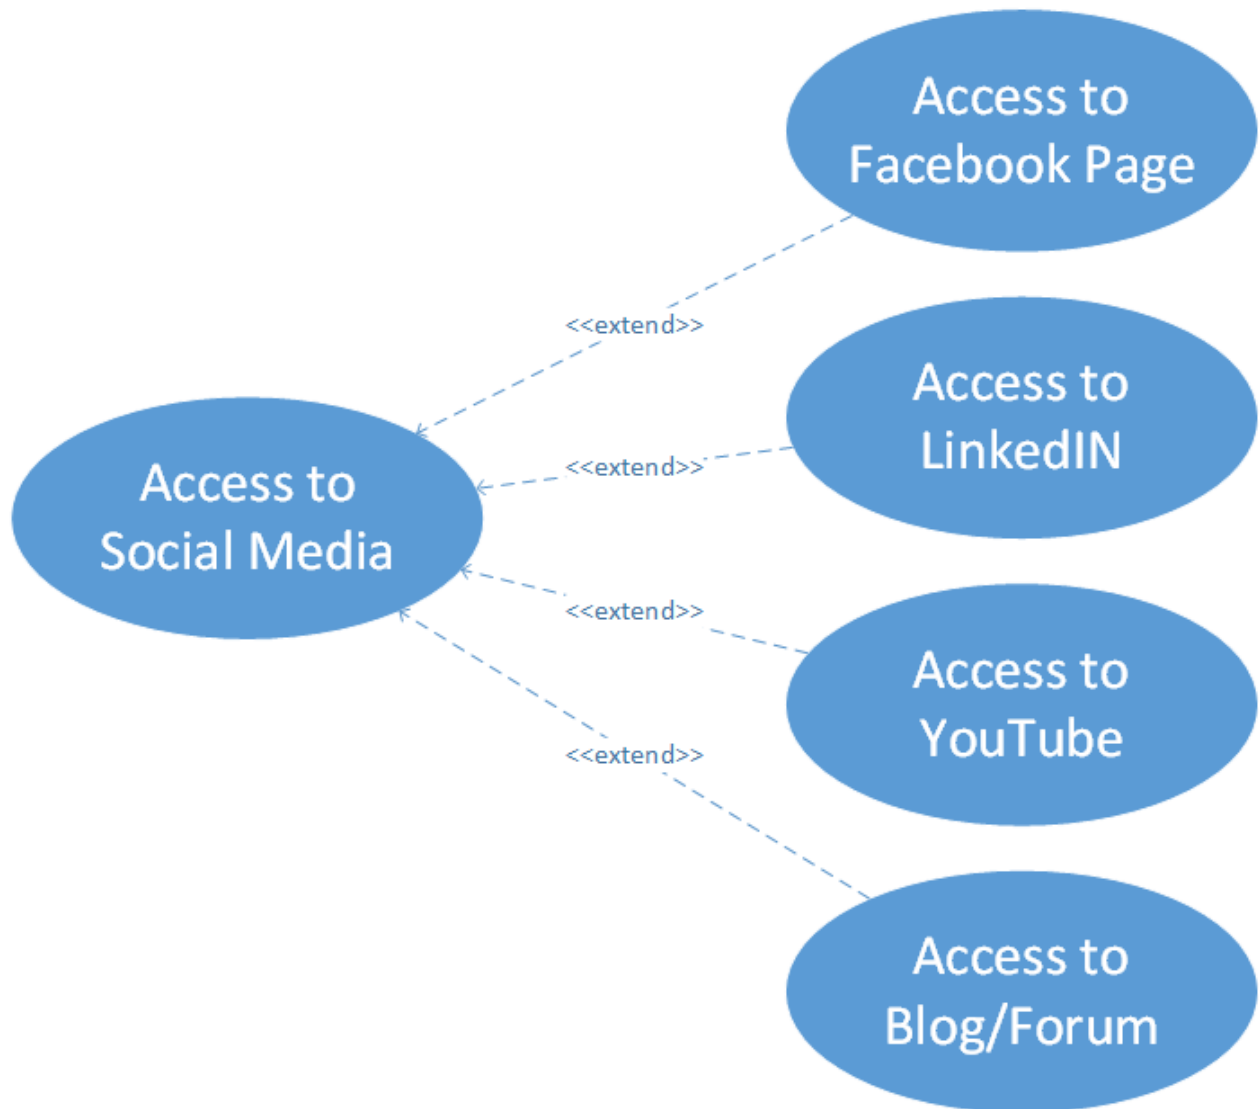 Access to
Facebook Page
<<extend>>
Access to
LinkedIN
<<extend>>
Access to
Social Media
<<extend>>
Access to
YouTube
<<extend>>
Access to
Blog/Forum